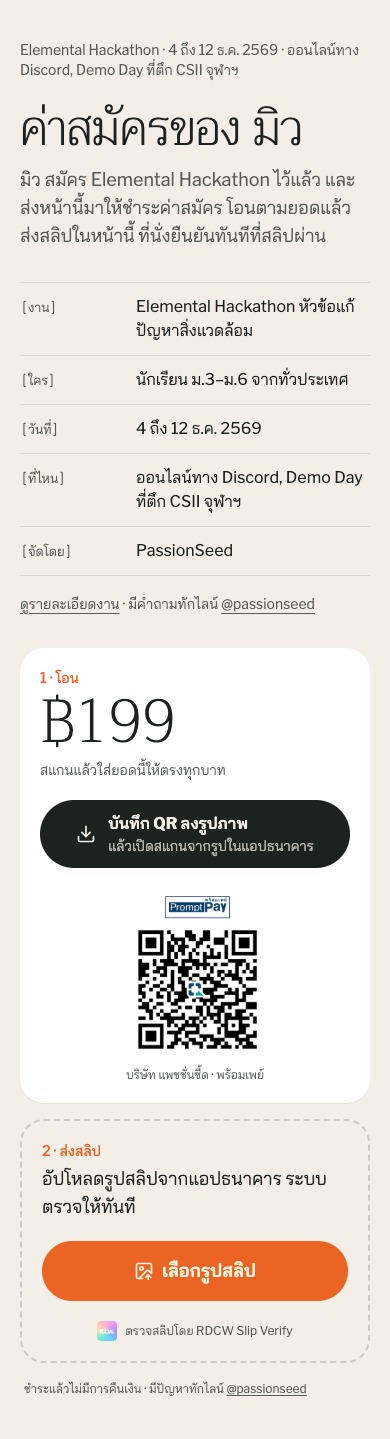 Elemental Hackathon · 4 ถึง 12 ธ.ค. 2569 · ออนไลน์ทาง
Discord, Demo Day ที่ตึก CSII จุฬาฯ
ค่าสมัครของ มิว
มิว สมัคร Elemental Hackathon ไว้แล้ว และ
ส่งหน้านี้มาให้ชำระค่าสมัคร โอนตามยอดแล้ว
ส่งสลิปในหน้านี้ ที่นั่งยืนยันทันทีที่สลิปผ่าน
[งาน]
Elemental Hackathon หัวข้อแก้
ปัญหาสิ่งแวดล้อม
[ใคร]
นักเรียน ม.3–ม.6 จากทั่วประเทศ
[วันที่]
4 ถึง 12 ธ.ค. 2569
[ที่ไหน]
ออนไลน์ทาง Discord, Demo Day
ที่ตึก CSII จุฬาฯ
[จัดโดย]
PassionSeed
ดูรายละเอียดงาน · มีคำถามทักไลน์ @passionseed
1 · โอน
฿199
สแกนแล้วใส่ยอดนี้ให้ตรงทุกบาท
บันทึก QR ลงรูปภาพ
แล้วเปิดสแกนจากรูปในแอปธนาคาร
พร้อมเพย์
PromptPay
บริษัท แพชชั่นซี้ด · พร้อมเพย์
2 · ส่งสลิป
อัปโหลดรูปสลิปจากแอปธนาคาร ระบบ
ตรวจให้ทันที
เลือกรูปสลิป
ตรวจสลิปโดย RDCW Slip Verify
ชำระแล้วไม่มีการคืนเงิน · มีปัญหาทักไลน์ @passionseed